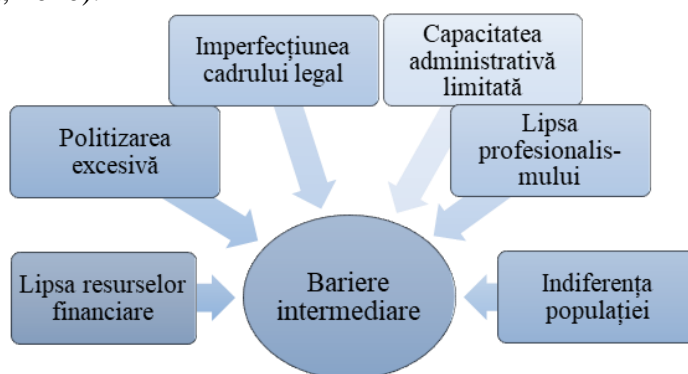 Imperfecțiunea
cadrului legal
Capacitatea
administrativă
limitată
Politizarea
excesivă
Lipsa
profesionalis-
mului
Lipsa resurselor
financiare
Bariere
intermediare
Indiferența
populației